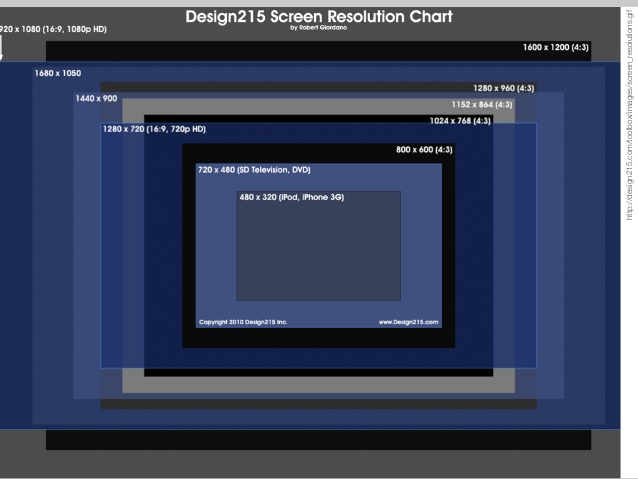 Design215 Screen Resolution Chart
by Robert Giordano
920 x 1080 (16:9, 1080p HD)
1600 x 1200 (4:3)
1680 x 1050
1280 x 960 (4:3)
1440 x 900
1152 x 864 (4:3)
1024 x 768 (4:3)
1280 x 720 (16:9, 720p HD)
800 x 600 (4:3)
720 x 480 (SD Television, DVD)
480 x 320 (iPod, iPhone 3G)
Copyright 2010 Design215 Inc.
www.Design215.com
http://design215.com/toolbox/images/screen_resolutions.gif